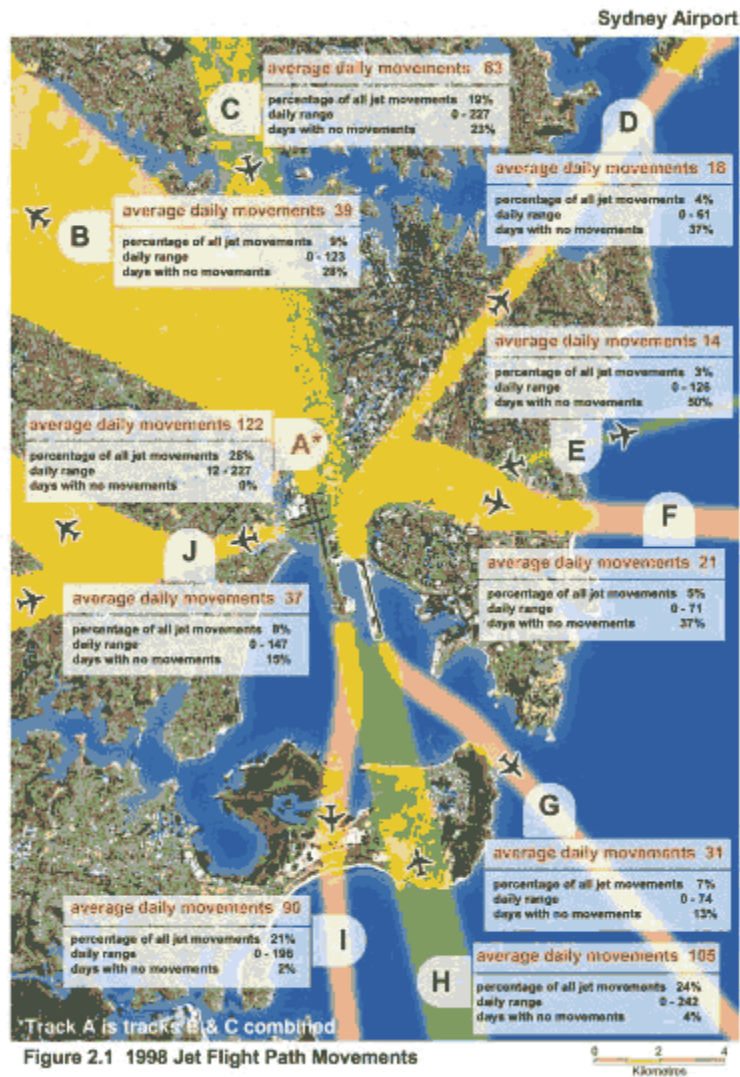 Sydney Airport
average daily movements 83
percentage of all jet movements 19%
daily range 0 - 227
days with no movements 23%
C
D
average daily movements 18
percentage of all jet movements 4%
daily range 0 - 61
days with no movements 37%
average daily movements 39
percentage of all jet movements 9%
daily range 0 - 123
days with no movements 28%
B
average daily movements 14
percentage of all jet movements 3%
daily range 0 - 126
days with no movements 50%
average daily movements 122
percentage of all jet movements 28%
daily range 12 - 227
days with no movements 0%
A*
E
F
J
average daily movements 21
percentage of all jet movements 5%
daily range 0 - 71
days with no movements 37%
average daily movements 37
percentage of all jet movements 8%
daily range 0 - 147
days with no movements 15%
G
average daily movements 31
percentage of all jet movements 7%
daily range 0 - 74
days with no movements 13%
average daily movements 90
percentage of all jet movements 21%
daily range 0 - 196
days with no movements 2%
I
average daily movements 105
percentage of all jet movements 24%
daily range 0 - 242
days with no movements 4%
H
*Track A is tracks B & C combined
Figure 2.1 1998 Jet Flight Path Movements
0 2 4
Kilometres